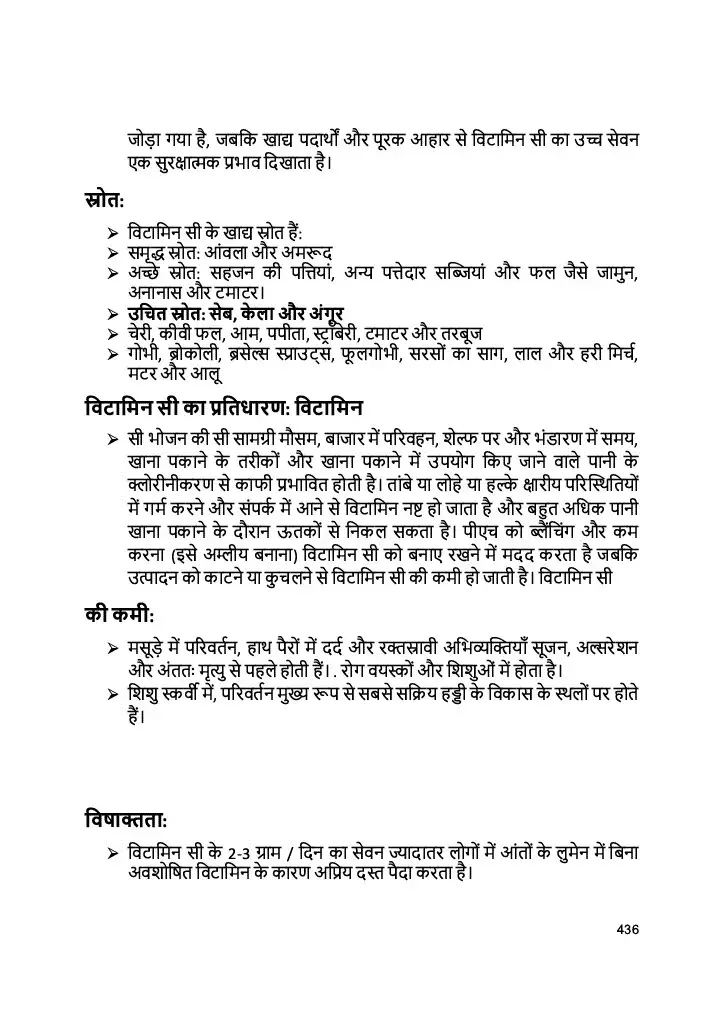 जोड़ा गया है, जबकि खाद्य पदार्थों और पूरक आहार से विटामिन सी का उच्च सेवन
एक सुरक्षात्मक प्रभाव दिखाता है।
स्रोत:
➢ विटामिन सी के खाद्य स्रोत हैं:
➢ समृद्ध स्रोत: आंवला और अमरूद
➢ अच्छे स्रोत: सहजन की पत्तियां, अन्य पत्तेदार सब्जियां और फल जैसे जामुन,
अनानास और टमाटर।
➢ उचित स्रोत: सेब, केला और अंगूर
➢ चेरी, कीवी फल, आम, पपीता, स्ट्रॉबेरी, टमाटर और तरबूज
➢ गोभी, ब्रोकोली, ब्रसेल्स स्प्राउट्स, फूलगोभी, सरसों का साग, लाल और हरी मिर्च,
मटर और आलू
विटामिन सी का प्रतिधारण: विटामिन
➢ सी भोजन की सी सामग्री मौसम, बाजार में परिवहन, शेल्फ पर और भंडारण में समय,
खाना पकाने के तरीकों और खाना पकाने में उपयोग किए जाने वाले पानी के
क्लोरीनीकरण से काफी प्रभावित होती है। तांबे या लोहे या हल्के क्षारीय परिस्थितियों
में गर्म करने और संपर्क में आने से विटामिन नष्ट हो जाता है और बहुत अधिक पानी
खाना पकाने के दौरान ऊतकों से निकल सकता है। पीएच को ब्लैंचिंग और कम
करना (इसे अम्लीय बनाना) विटामिन सी को बनाए रखने में मदद करता है जबकि
उत्पादन को काटने या कुचलने से विटामिन सी की कमी हो जाती है। विटामिन सी
की कमी:
➢ मसूड़े में परिवर्तन, हाथ पैरों में दर्द और रक्तस्रावी अभिव्यक्तियाँ सूजन, अल्सरेशन
और अंततः मृत्यु से पहले होती हैं। . रोग वयस्कों और शिशुओं में होता है।
➢ शिशु स्कर्वी में, परिवर्तन मुख्य रूप से सबसे सक्रिय हड्डी के विकास के स्थलों पर होते
हैं।
विषाक्तता:
➢ विटामिन सी के 2-3 ग्राम / दिन का सेवन ज्यादातर लोगों में आंतों के लुमेन में बिना
अवशोषित विटामिन के कारण अप्रिय दस्त पैदा करता है।
436